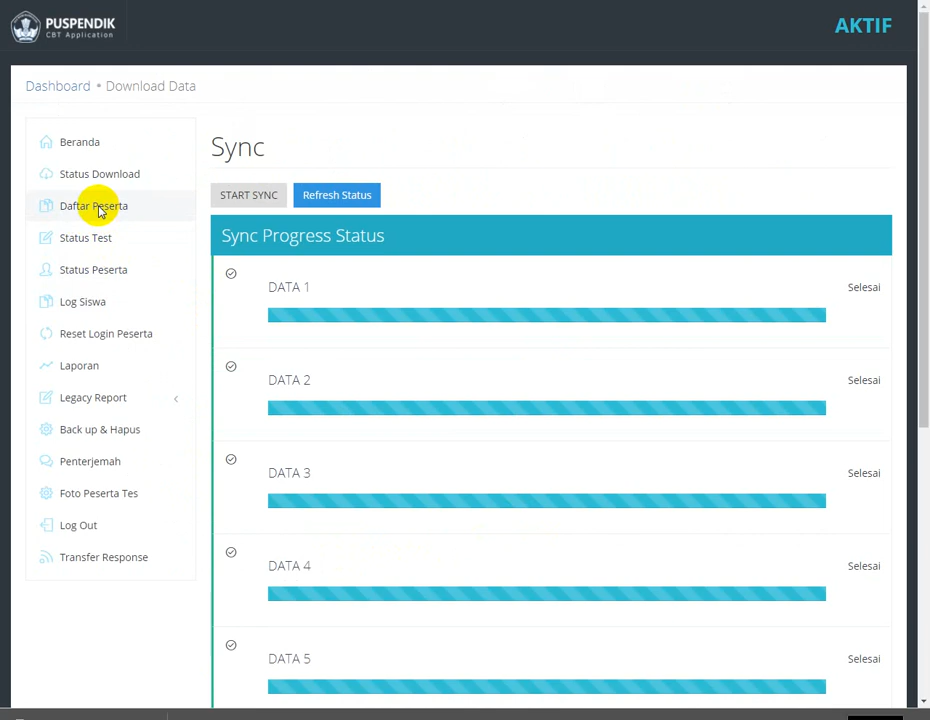 PUSPENDIK
CBT Application
AKTIF
Dashboard • Download Data
Beranda
Status Download
Daftar Peserta
Status Test
Status Peserta
Log Siswa
Reset Login Peserta
Laporan
Legacy Report
Back up & Hapus
Penterjemah
Foto Peserta Tes
Log Out
Transfer Response
Sync
START SYNC Refresh Status
Sync Progress Status
DATA 1 Selesai
DATA 2 Selesai
DATA 3 Selesai
DATA 4 Selesai
DATA 5 Selesai